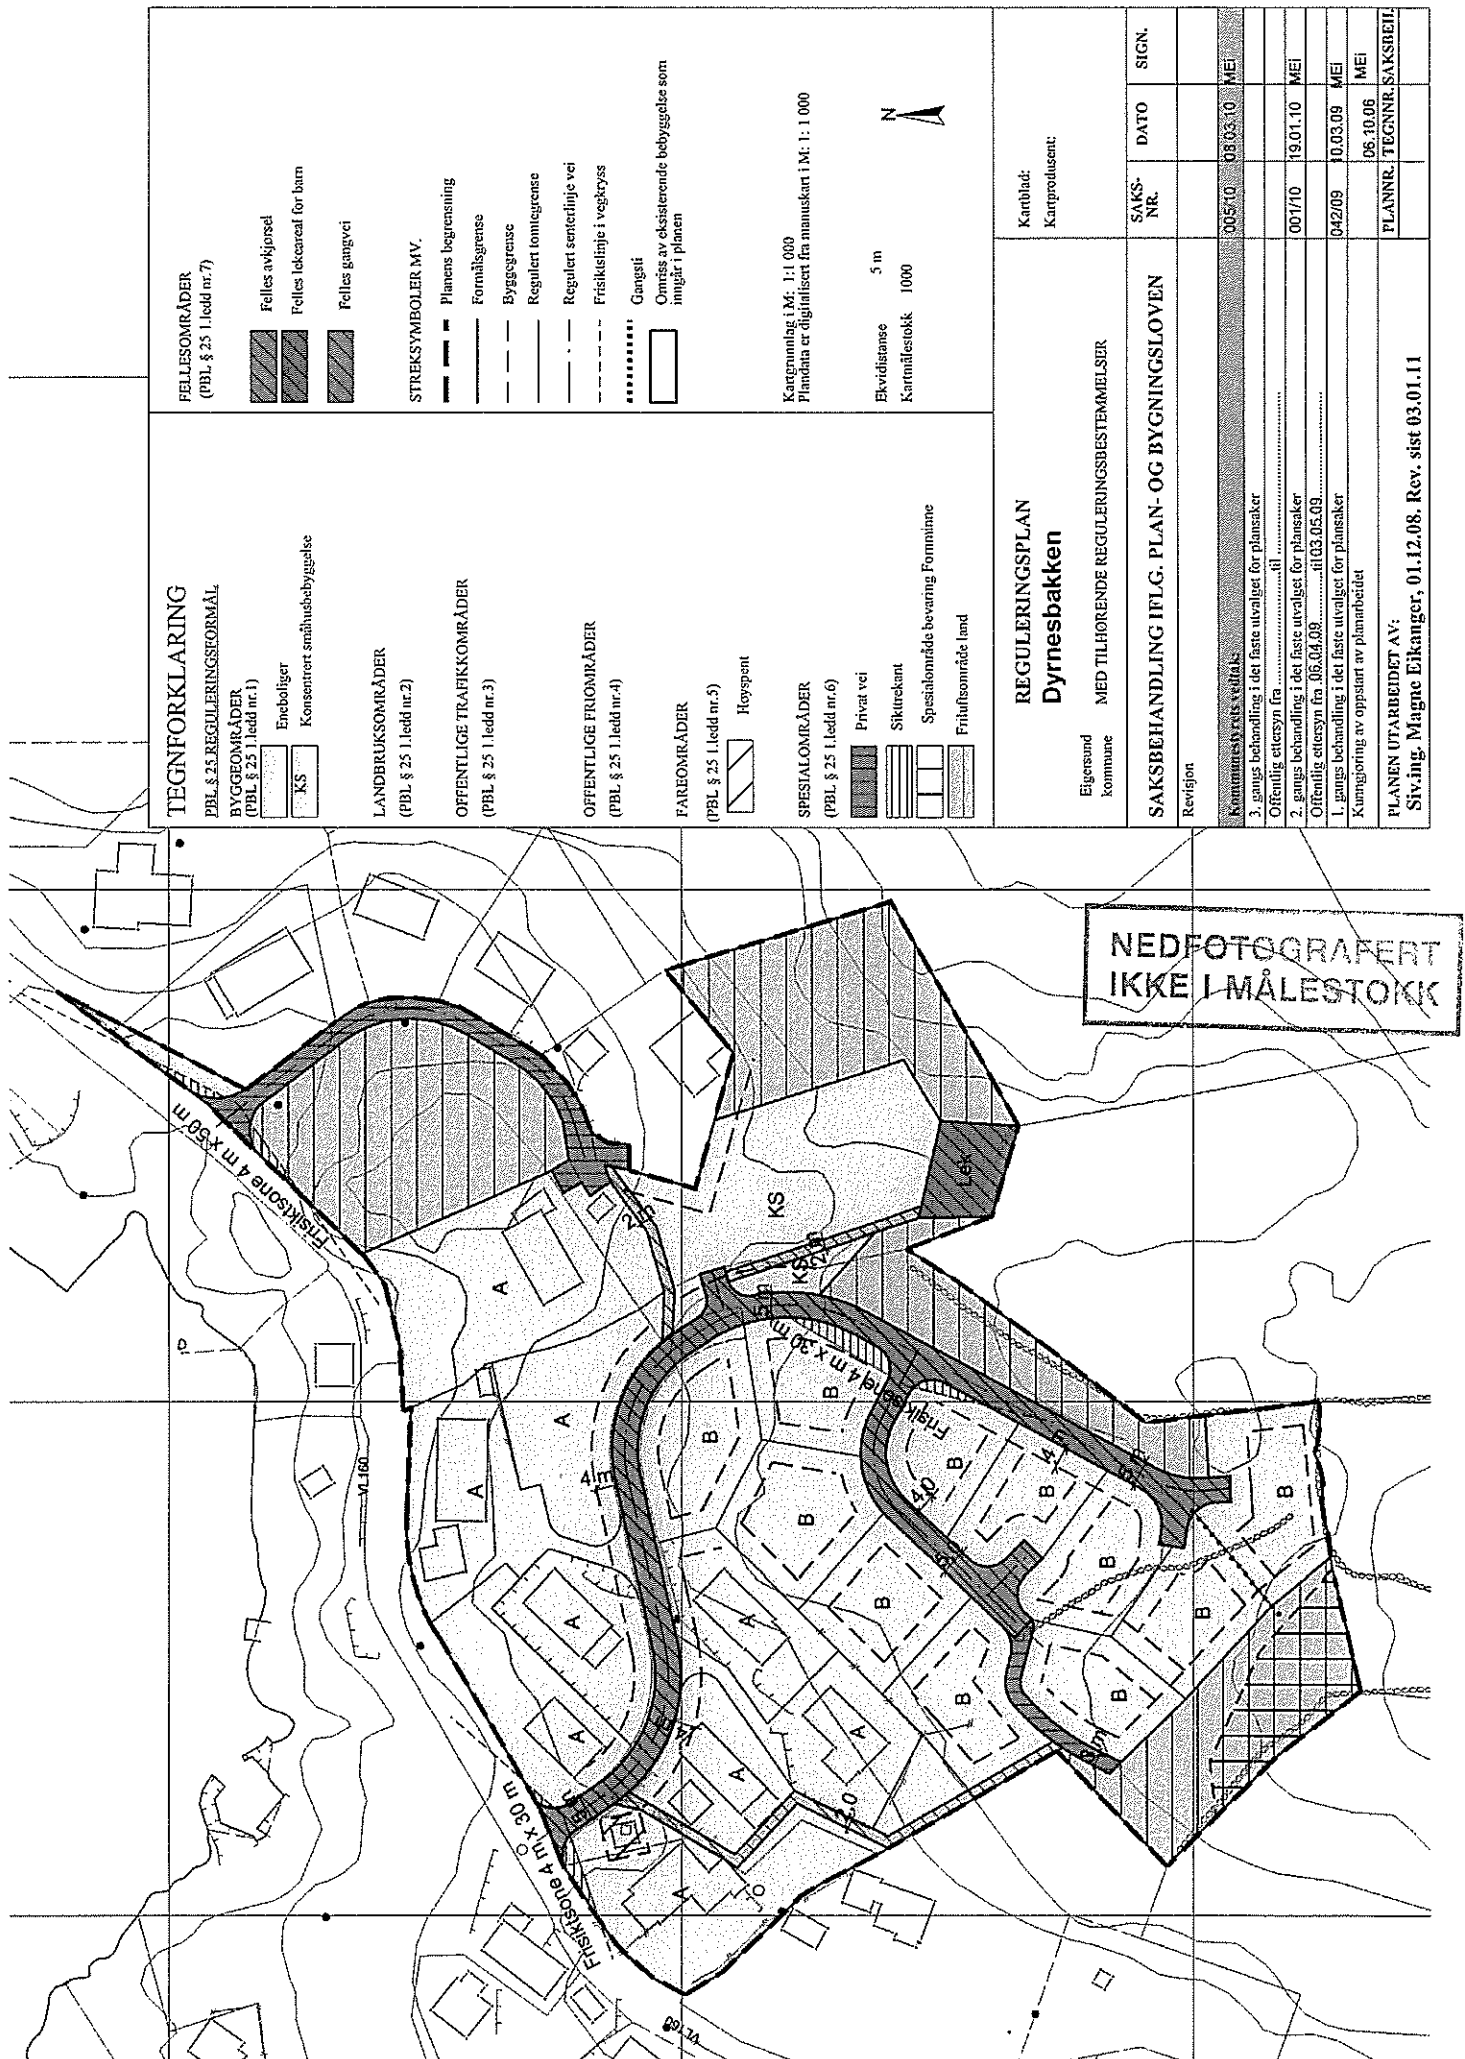 TEGNFORKLARING
PBL § 25 REGULERINGSFORMÅL
BYGGEOMRÅDER
(PBL § 25 1.ledd nr.1)
Eneboliger
KS Konsentrert småhusbebyggelse
LANDBRUKSOMRÅDER
(PBL § 25 1.ledd nr.2)
OFFENTLIGE TRAFIKKOMRÅDER
(PBL § 25 1.ledd nr.3)
OFFENTLIGE FRIOMRÅDER
(PBL § 25 1.ledd nr.4)
FAREOMRÅDER
(PBL § 25 1.ledd nr.5)
Høyspent
SPESIALOMRÅDER
(PBL § 25 1.ledd nr.6)
Privat vei
Siktrekant
Spesialområde bevaring Fornminne
Friluftsområde land
FELLESOMRÅDER
(PBL § 25 1.ledd nr.7)
Felles avkjørsel
Felles lekeareal for barn
Felles gangvei
STREKSYMBOLER MV.
Planens begrensning
Formålsgrense
Byggegrense
Regulert tomtegrense
Regulert senterlinje vei
Frisiktslinje i vegkryss
Gangsti
Omriss av eksisterende bebyggelse som
inngår i planen
Kartgrunnlag i M: 1:1 000
Plandata er digitalisert fra manuskart i M: 1: 1 000
Ekvidistanse 5 m
Kartmålestokk 1000
N
REGULERINGSPLAN
Dyrnesbakken
Eigersund
kommune
MED TILHØRENDE REGULERINGSBESTEMMELSER
Kartblad:
Kartprodusent:
SAKSBEHANDLING IFLG. PLAN- OG BYGNINGSLOVEN
SAKS-
NR.
DATO
SIGN.
Revisjon
Kommunestyrets vedtak: 005/10 08.03.10 MEi
3. gangs behandling i det faste utvalget for plansaker
Offentlig ettersyn fra ........ til ........
2. gangs behandling i det faste utvalget for plansaker 001/10 19.01.10 MEi
Offentlig ettersyn fra 06.04.09 til 03.05.09
1. gangs behandling i det faste utvalget for plansaker 042/09 10.03.09 MEi
Kunngjøring av oppstart av planarbeidet 06.10.06 MEi
PLANEN UTARBEIDET AV:
Siv.ing. Magne Eikanger, 01.12.08. Rev. sist 03.01.11
PLANNR. TEGNNR. SAKSBEH.
NEDFOTOGRAFERT
IKKE I MÅLESTOKK
Frisiktsone 4 m x 50 m
Frisiktsone 4 m x 30 m
Frisiktsone 4 m x 30 m
VL160
VL160
Lek
KS
KS
A
A
A
A
A
A
A
A
A
B
B
B
B
B
B
B
B
B
B
B
4 m
5 m
4,0
2,0
3 m